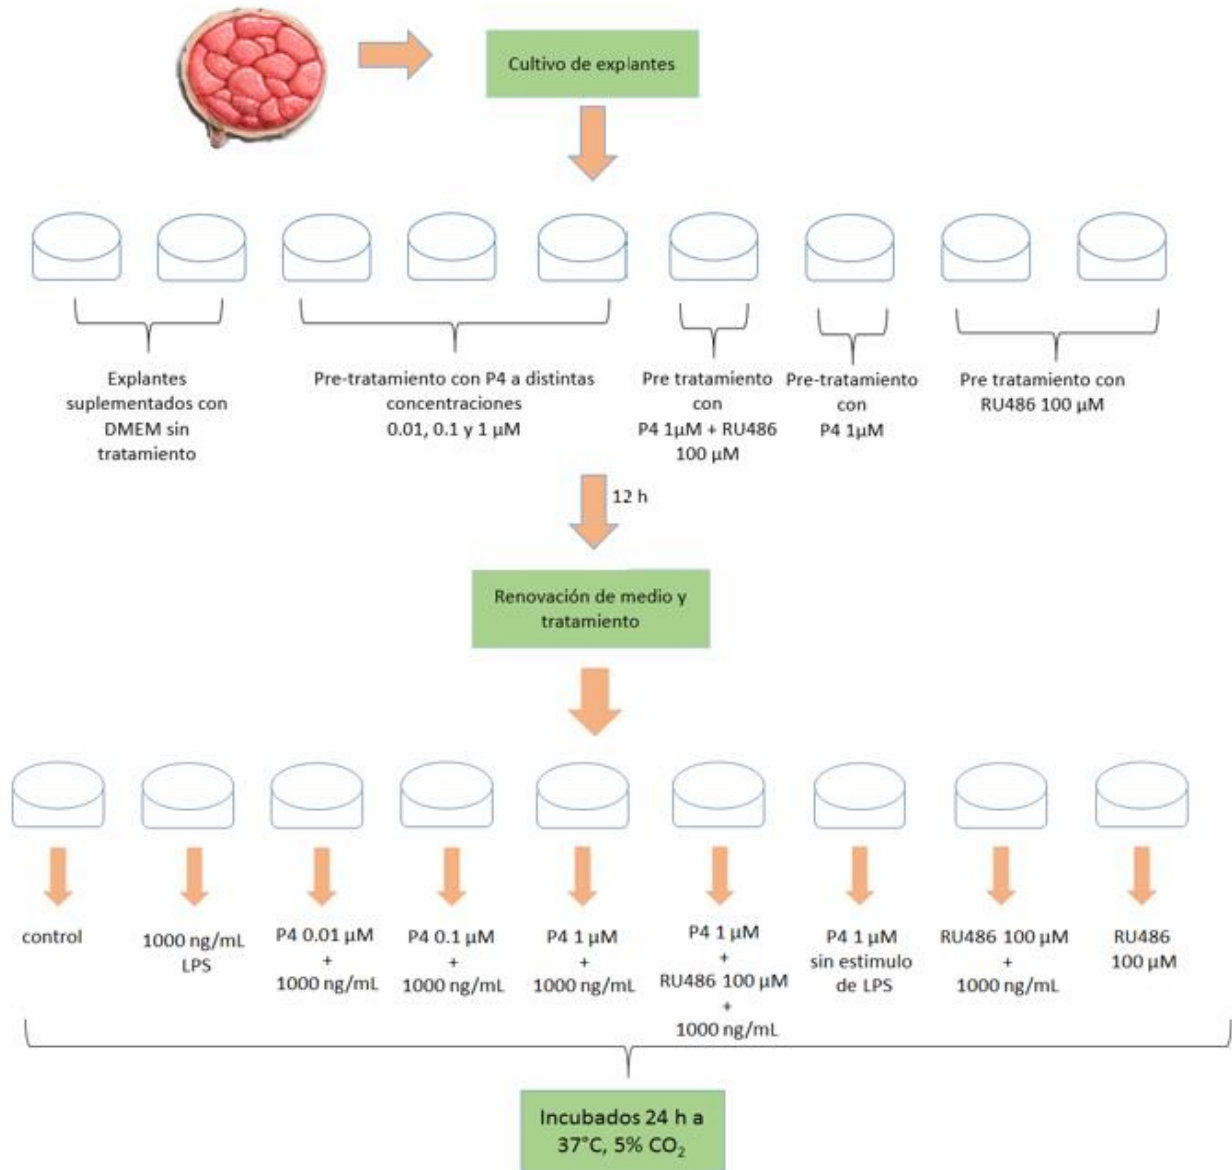 Cultivo de explantes
Explantes
suplementados con
DMEM sin
tratamiento
Pre-tratamiento con P4 a distintas
concentraciones
0.01, 0.1 y 1 µM
Pre tratamiento
con
P4 1µM + RU486
100 µM
Pre-tratamiento
con
P4 1µM
Pre tratamiento con
RU486 100 µM
12 h
Renovación de medio y
tratamiento
control
1000 ng/mL
LPS
P4 0.01 µM
+
1000 ng/mL
P4 0.1 µM
+
1000 ng/mL
P4 1 µM
+
1000 ng/mL
P4 1 µM
+
RU486 100 µM
+
1000 ng/mL
P4 1 µM
sin estimulo
de LPS
RU486 100 µM
+
1000 ng/mL
RU486
100 µM
Incubados 24 h a
37°C, 5% CO₂